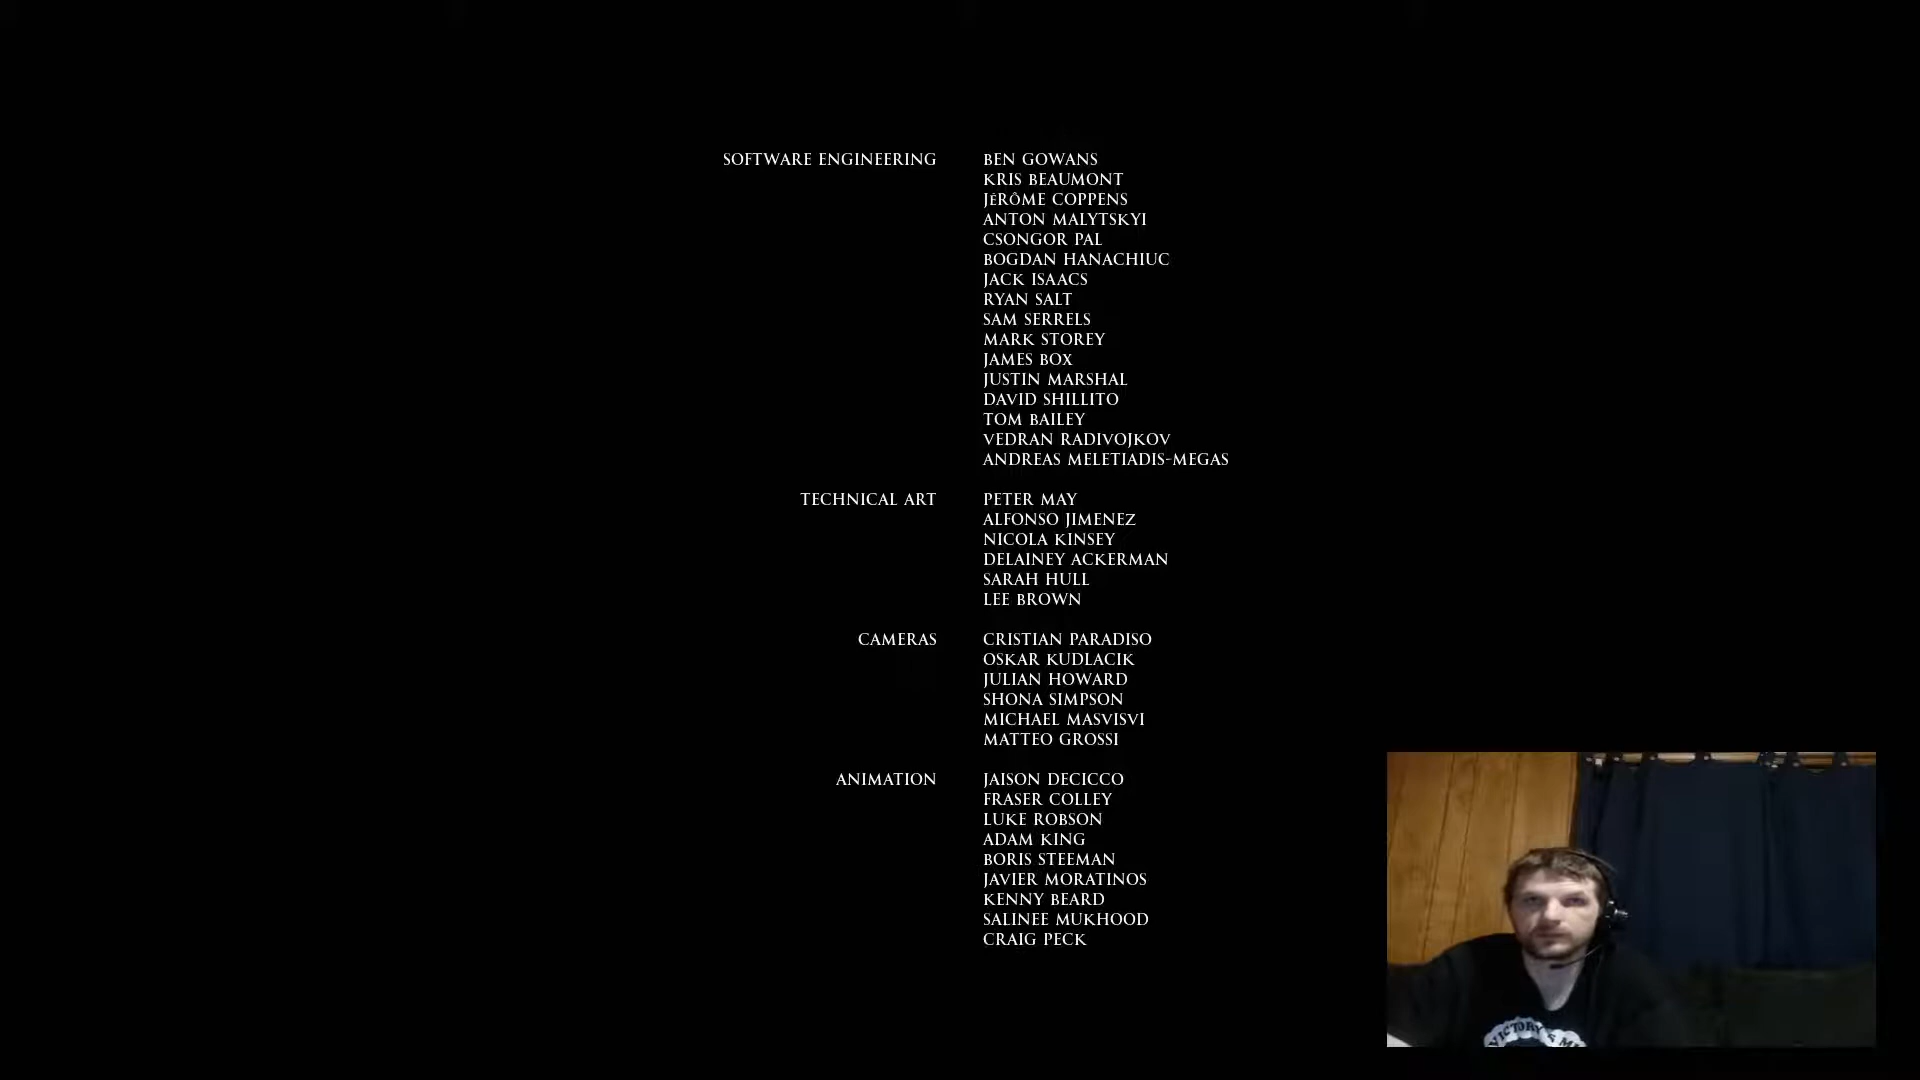 SOFTWARE ENGINEERING BEN GOWANS
KRIS BEAUMONT
JÉRÔME COPPENS
ANTON MALYTSKYI
CSONGOR PAL
BOGDAN HANACHIUC
JACK ISAACS
RYAN SALT
SAM SERRELS
MARK STOREY
JAMES BOX
JUSTIN MARSHAL
DAVID SHILLITO
TOM BAILEY
VEDRAN RADIVOJKOV
ANDREAS MELETIADIS-MEGAS
TECHNICAL ART PETER MAY
ALFONSO JIMENEZ
NICOLA KINSEY
DELAINEY ACKERMAN
SARAH HULL
LEE BROWN
CAMERAS CRISTIAN PARADISO
OSKAR KUDLACIK
JULIAN HOWARD
SHONA SIMPSON
MICHAEL MASVISVI
MATTEO GROSSI
ANIMATION JAISON DECICCO
FRASER COLLEY
LUKE ROBSON
ADAM KING
BORIS STEEMAN
JAVIER MORATINOS
KENNY BEARD
SALINEE MUKHOOD
CRAIG PECK
VICTORY